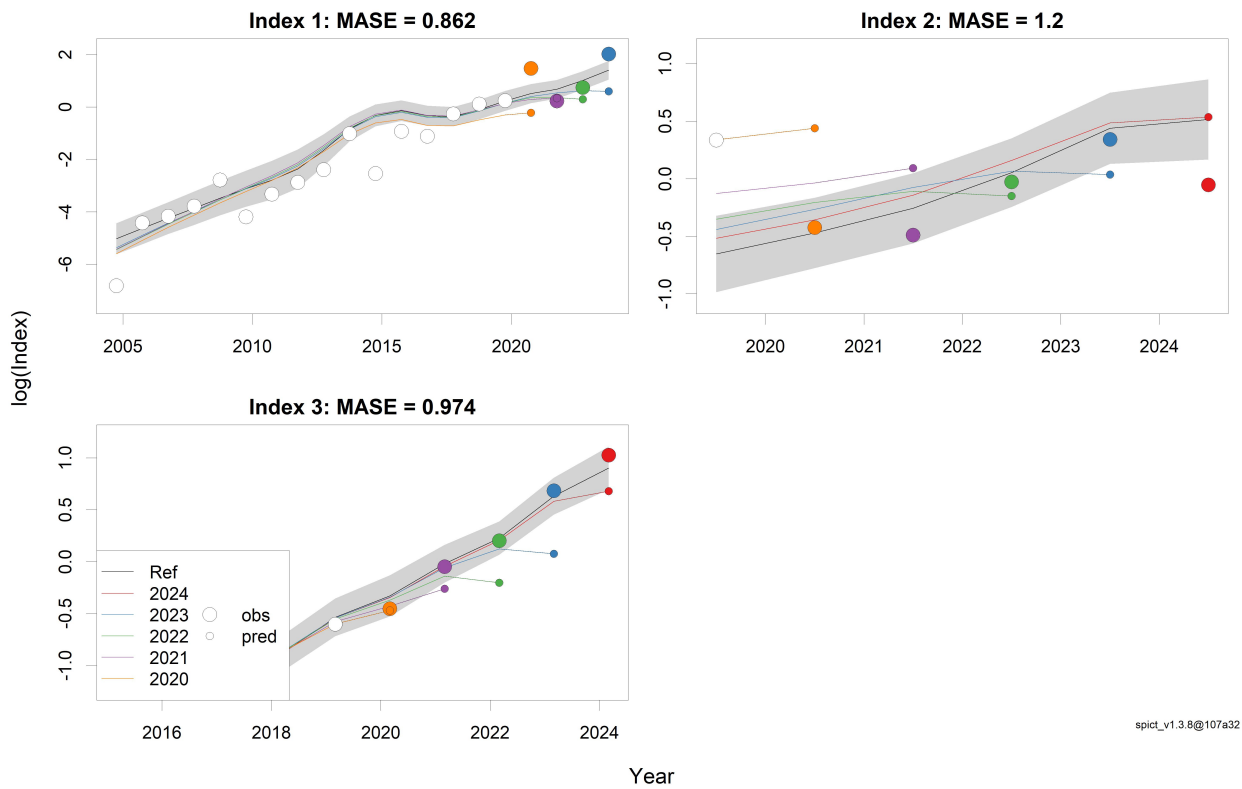 Index 1: MASE = 0.862
2
0
-2
-4
-6
2005 2010 2015 2020
Index 2: MASE = 1.2
1.0
0.5
0.0
-0.5
-1.0
2020 2021 2022 2023 2024
log(Index)
Index 3: MASE = 0.974
1.0
0.5
0.0
-0.5
-1.0
Ref
2024
2023
2022
2021
2020
obs
pred
2016 2018 2020 2022 2024
spict_v1.3.8@107a32
Year